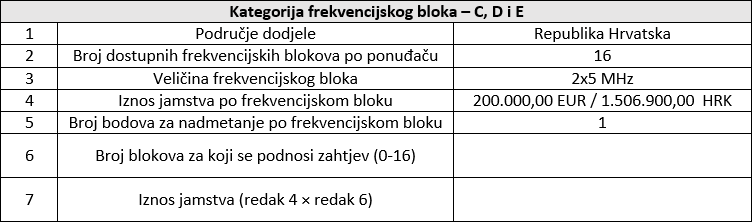 Kategorija frekvencijskog bloka – C, D i E
1 Područje dodjele Republika Hrvatska
2 Broj dostupnih frekvencijskih blokova po ponuđaču 16
3 Veličina frekvencijskog bloka 2x5 MHz
4 Iznos jamstva po frekvencijskom bloku 200.000,00 EUR / 1.506.900,00 HRK
5 Broj bodova za nadmetanje po frekvencijskom bloku 1
6 Broj blokova za koji se podnosi zahtjev (0-16)
7 Iznos jamstva (redak 4 × redak 6)